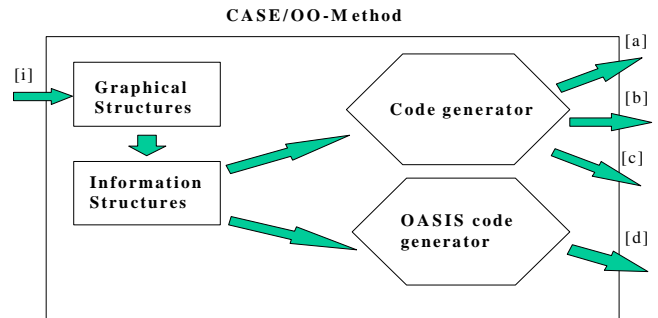 CASE/OO-Method
[i]
Graphical
Structures
Information
Structures
Code generator
OASIS code
generator
[a]
[b]
[c]
[d]